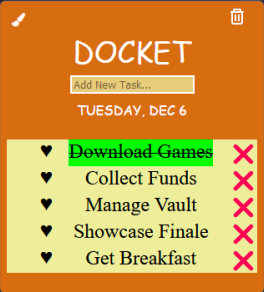 DOCKET
Add New Task...
TUESDAY, DEC 6
♥ Download Games
♥ Collect Funds
♥ Manage Vault
♥ Showcase Finale
♥ Get Breakfast